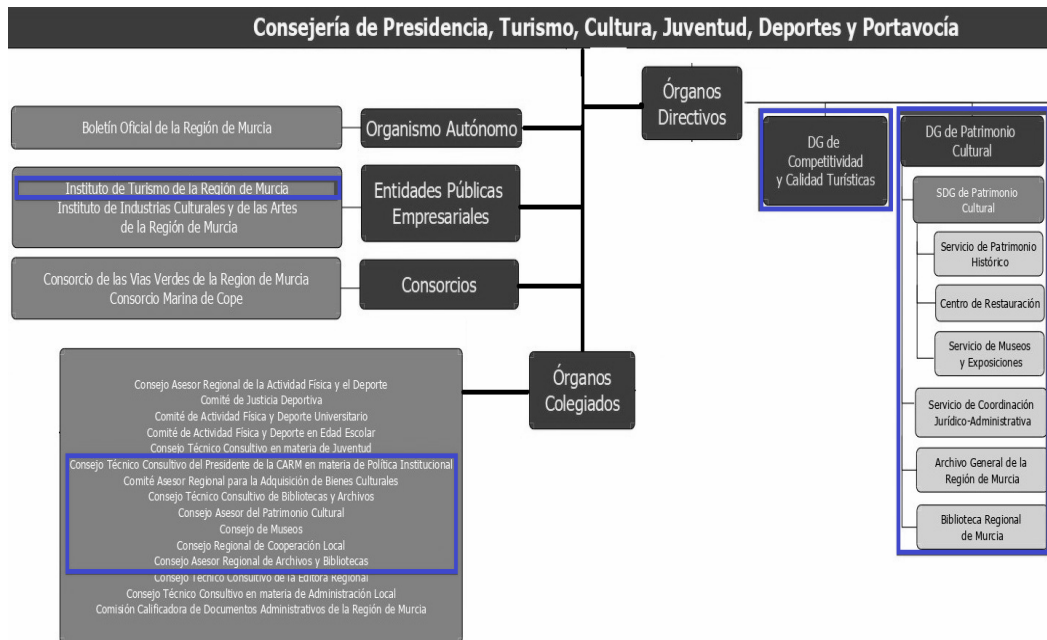 Consejería de Presidencia, Turismo, Cultura, Juventud, Deportes y Portavocía
Órganos
Directivos
DG de
Competitividad
y Calidad Turísticas
DG de Patrimonio
Cultural
SDG de Patrimonio
Cultural
Servicio de Patrimonio
Histórico
Centro de Restauración
Servicio de Museos
y Exposiciones
Servicio de Coordinación
Jurídico-Administrativa
Archivo General de la
Región de Murcia
Biblioteca Regional
de Murcia
Organismo Autónomo
Boletín Oficial de la Región de Murcia
Entidades Públicas
Empresariales
Instituto de Turismo de la Región de Murcia
Instituto de Industrias Culturales y de las Artes
de la Región de Murcia
Consorcios
Consorcio de las Vias Verdes de la Region de Murcia
Consorcio Marina de Cope
Órganos
Colegiados
Consejo Asesor Regional de la Actividad Física y el Deporte
Comité de Justicia Deportiva
Comité de Actividad Física y Deporte Universitario
Comité de Actividad Física y Deporte en Edad Escolar
Consejo Técnico Consultivo en materia de Juventud
Consejo Técnico Consultivo del Presidente de la CARM en materia de Política Institucional
Comité Asesor Regional para la Adquisición de Bienes Culturales
Consejo Técnico Consultivo de Bibliotecas y Archivos
Consejo Asesor del Patrimonio Cultural
Consejo de Museos
Consejo Regional de Cooperación Local
Consejo Asesor Regional de Archivos y Bibliotecas
Consejo Técnico Consultivo de la Editora Regional
Consejo Técnico Consultivo en materia de Administración Local
Comisión Calificadora de Documentos Administrativos de la Región de Murcia